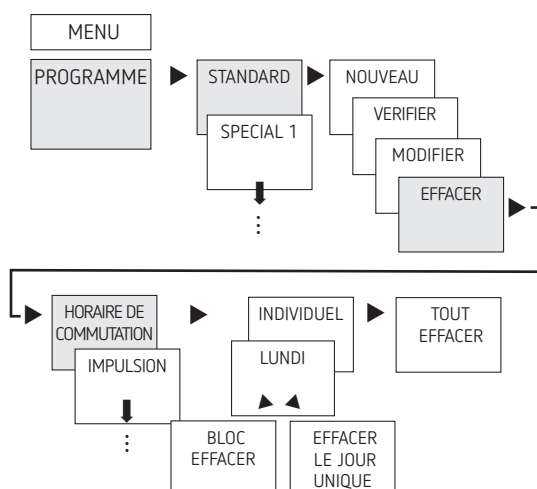 MENU
PROGRAMME
STANDARD
SPECIAL 1
NOUVEAU
VERIFIER
MODIFIER
EFFACER
HORAIRE DE
COMMUTATION
IMPULSION
INDIVIDUEL
LUNDI
TOUT
EFFACER
BLOC
EFFACER
EFFACER
LE JOUR
UNIQUE